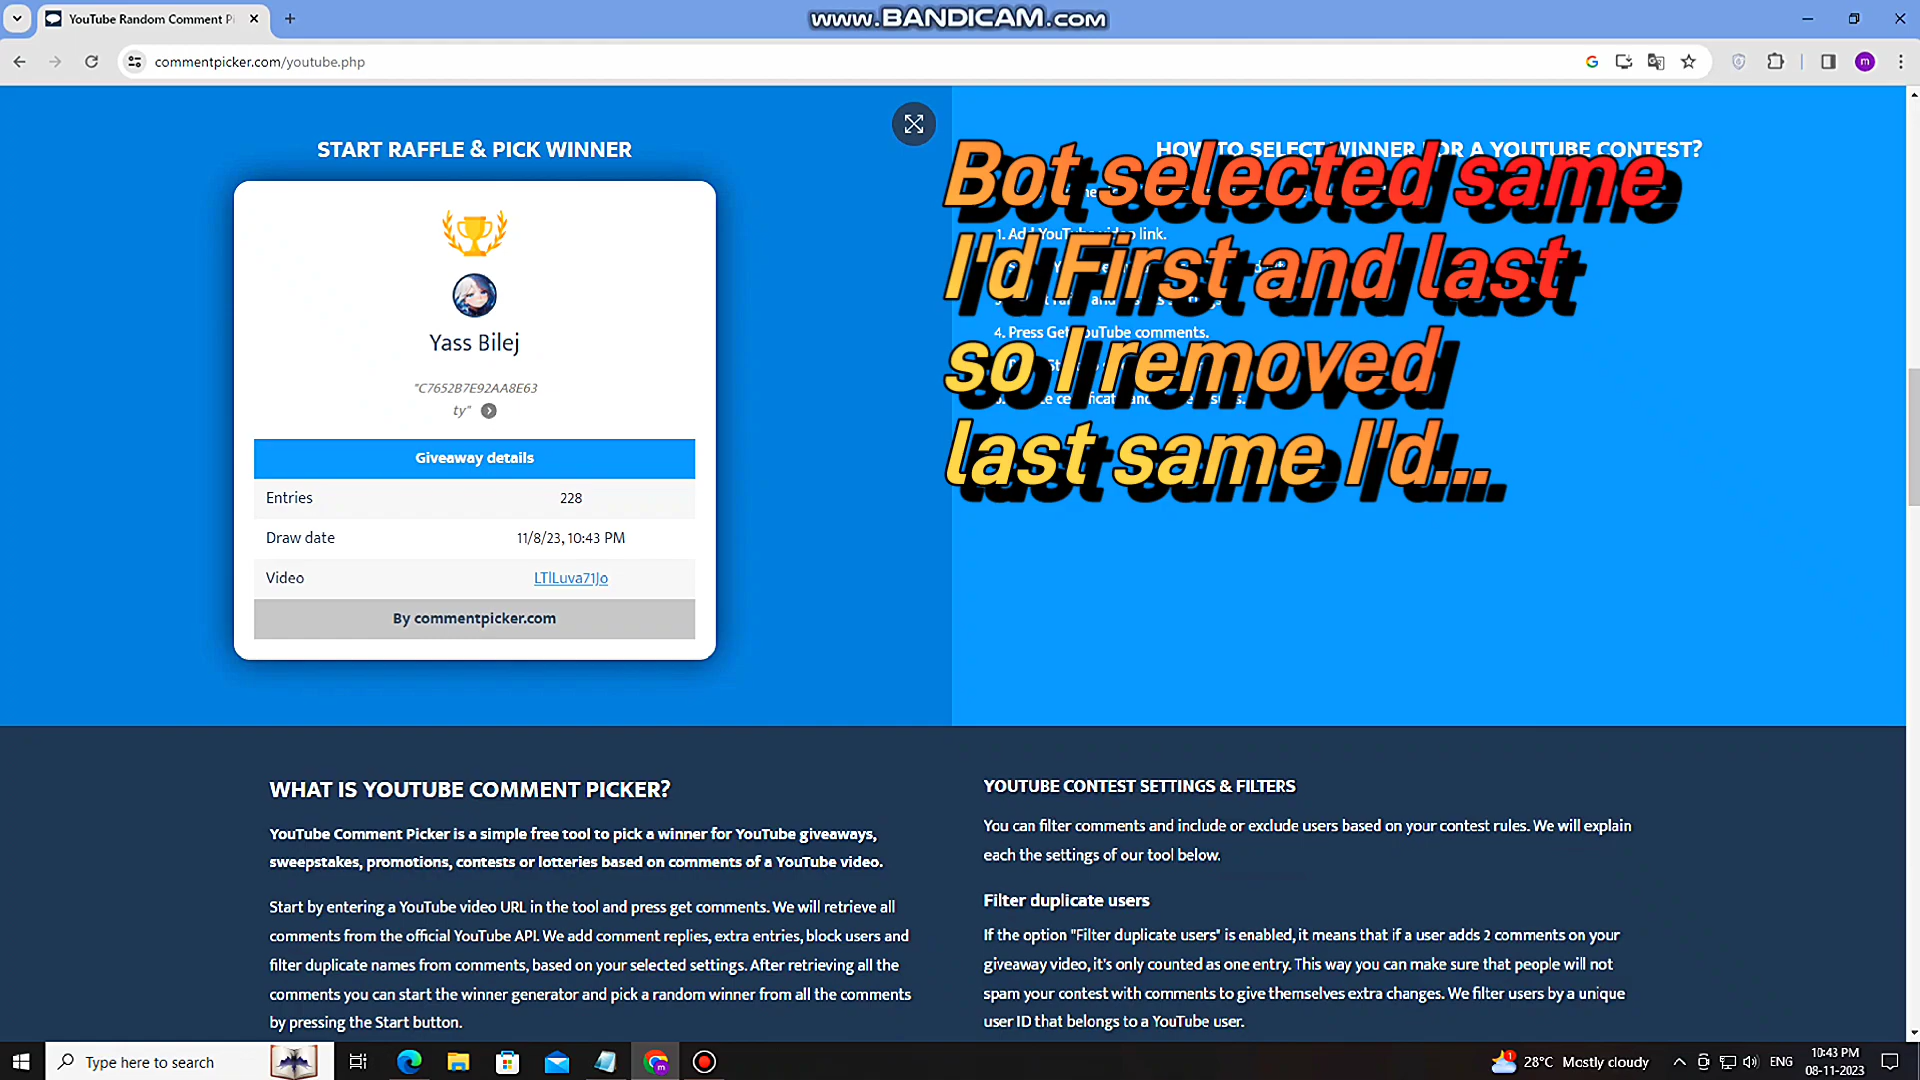 YouTube Random Comment P
www.BANDICAM.com
commentpicker.com/youtube.php
START RAFFLE & PICK WINNER
Yass Bilej
"C7652B7E92AA8E63
ty"
Giveaway details
Entries 228
Draw date 11/8/23, 10:43 PM
Video LTlLuva71Jo
By commentpicker.com
HOW TO SELECT WINNER FOR A YOUTUBE CONTEST?
1. Add YouTube video link.
4. Press Get YouTube comments.
Bot selected same
I'd First and last
so I removed
last same I'd...
WHAT IS YOUTUBE COMMENT PICKER?
YouTube Comment Picker is a simple free tool to pick a winner for YouTube giveaways,
sweepstakes, promotions, contests or lotteries based on comments of a YouTube video.
Start by entering a YouTube video URL in the tool and press get comments. We will retrieve all
comments from the official YouTube API. We add comment replies, extra entries, block users and
filter duplicate names from comments, based on your selected settings. After retrieving all the
comments you can start the winner generator and pick a random winner from all the comments
by pressing the Start button.
YOUTUBE CONTEST SETTINGS & FILTERS
You can filter comments and include or exclude users based on your contest rules. We will explain
each the settings of our tool below.
Filter duplicate users
If the option "Filter duplicate users" is enabled, it means that if a user adds 2 comments on your
giveaway video, it's only counted as one entry. This way you can make sure that people will not
spam your contest with comments to give themselves extra changes. We filter users by a unique
user ID that belongs to a YouTube user.
Type here to search
28°C Mostly cloudy
ENG
10:43 PM
08-11-2023